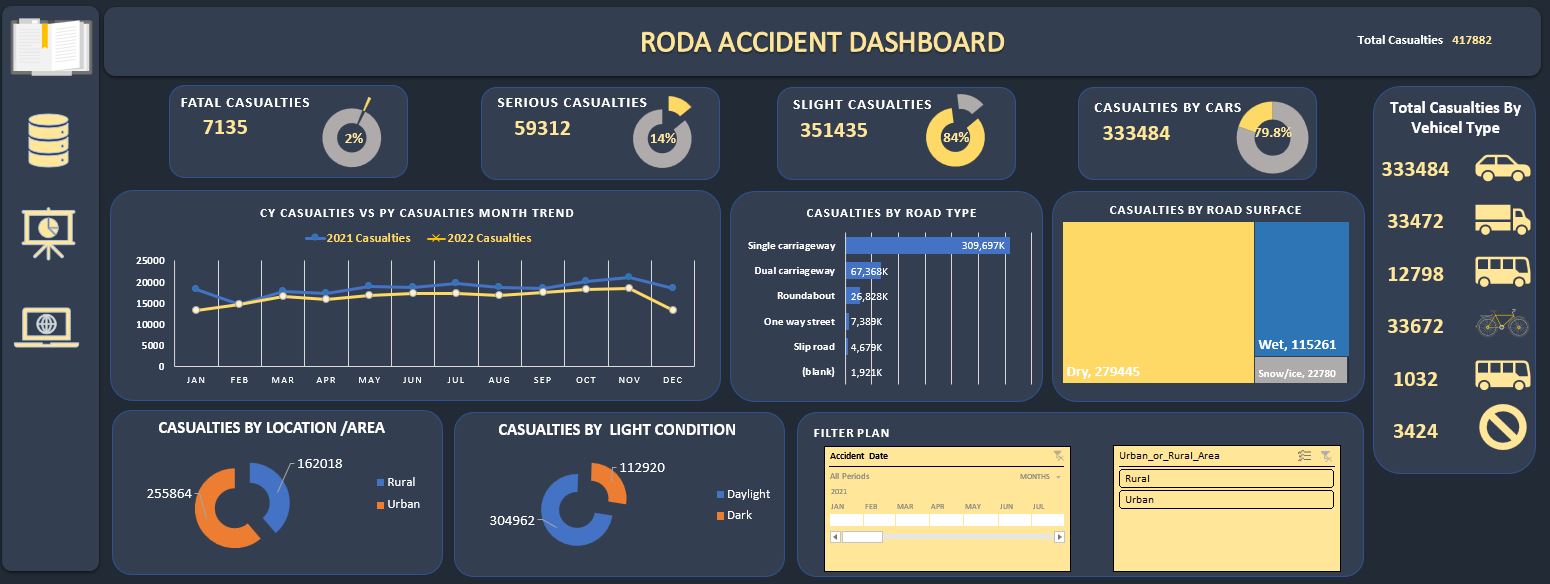 RODA ACCIDENT DASHBOARD
Total Casualties 417882
FATAL CASUALTIES
7135
2%
SERIOUS CASUALTIES
59312
14%
SLIGHT CASUALTIES
351435
84%
CASUALTIES BY CARS
333484
79.8%
Total Casualties By
Vehicel Type
333484
33472
12798
33672
1032
3424
CY CASUALTIES VS PY CASUALTIES MONTH TREND
2021 Casualties 2022 Casualties
25000
20000
15000
10000
5000
0
JAN FEB MAR APR MAY JUN JUL AUG SEP OCT NOV DEC
CASUALTIES BY ROAD TYPE
Single carriageway 309,697K
Dual carriageway 67,368K
Roundabout 26,828K
One way street 7,389K
Slip road 4,679K
(blank) 1,921K
CASUALTIES BY ROAD SURFACE
Dry, 279445
Wet, 115261
Snow/ice, 22780
CASUALTIES BY LOCATION /AREA
162018
255864
Rural
Urban
CASUALTIES BY LIGHT CONDITION
112920
304962
Daylight
Dark
FILTER PLAN
Accident Date
All Periods MONTHS
2021
JAN FEB MAR APR MAY JUN JUL
Urban_or_Rural_Area
Rural
Urban